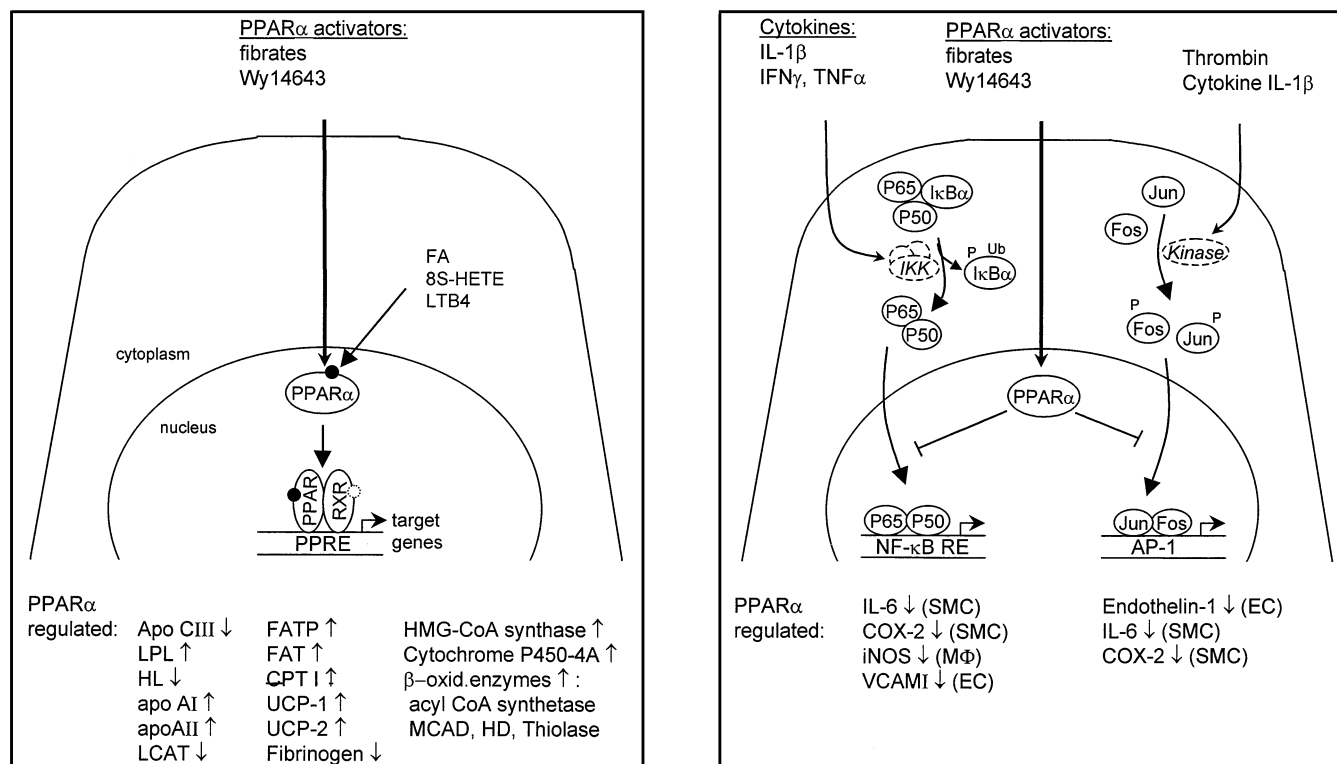 PPARα activators:
fibrates
Wy14643
FA
8S-HETE
LTB4
cytoplasm
PPARα
nucleus
PPAR
RXR
target
genes
PPRE
PPARα
regulated:
Apo CIII ↓
LPL ↑
HL ↓
apo AI ↑
apoAII ↑
LCAT ↓
FATP ↑
FAT ↑
CPT I ↑
UCP-1 ↑
UCP-2 ↑
Fibrinogen ↓
HMG-CoA synthase ↑
Cytochrome P450-4A ↑
β–oxid.enzymes ↑ :
acyl CoA synthetase
MCAD, HD, Thiolase
Cytokines:
IL-1β
IFNγ, TNFα
PPARα activators:
fibrates
Wy14643
Thrombin
Cytokine IL-1β
P65
IκBα
P50
IKK
P
Ub
IκBα
P65
P50
Jun
Fos
Kinase
P
Fos
P
Jun
PPARα
P65
P50
NF-κB RE
Jun
Fos
AP-1
PPARα
regulated:
IL-6 ↓ (SMC)
COX-2 ↓ (SMC)
iNOS ↓ (MΦ)
VCAMI ↓ (EC)
Endothelin-1 ↓ (EC)
IL-6 ↓ (SMC)
COX-2 ↓ (SMC)